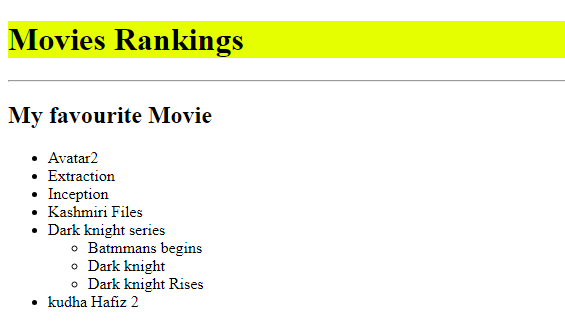 Movies Rankings
My favourite Movie
Avatar2
Extraction
Inception
Kashmiri Files
Dark knight series
Batmmans begins
Dark knight
Dark knight Rises
kudha Hafiz 2